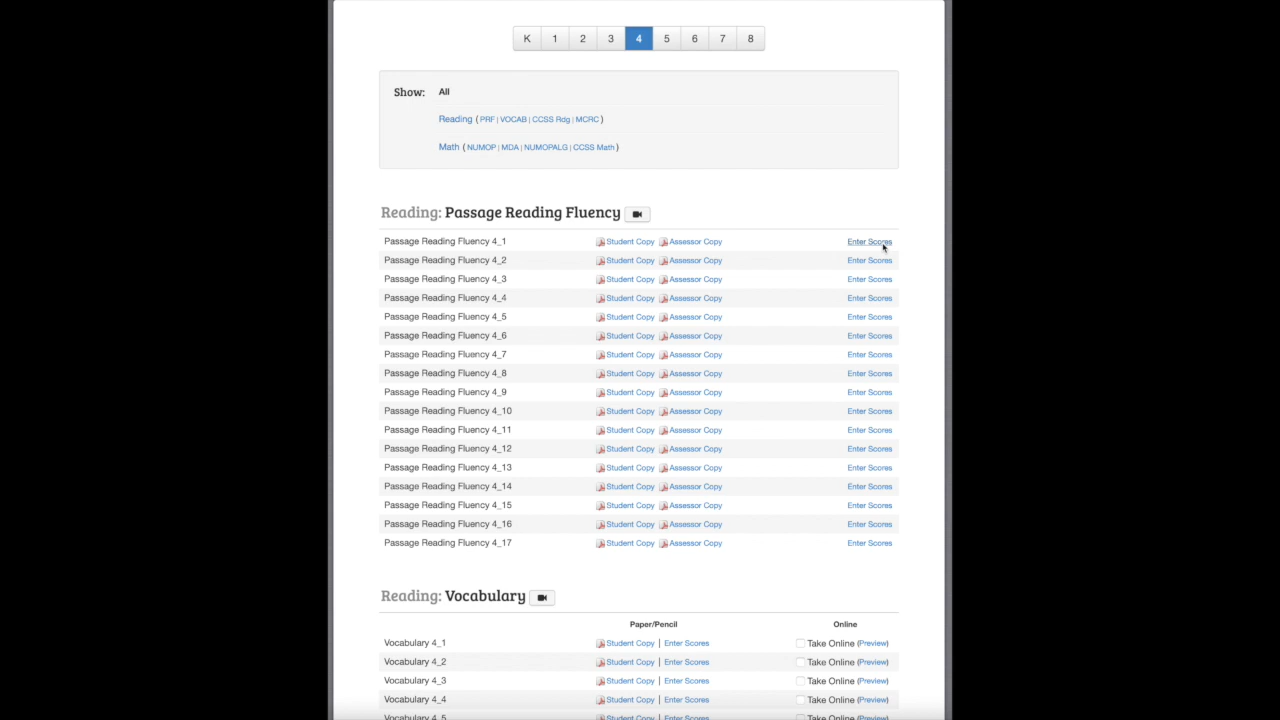 K 1 2 3 4 5 6 7 8
Show: All
Reading ( PRF | VOCAB | CCSS Rdg | MCRC )
Math ( NUMOP | MDA | NUMOPALG | CCSS Math )
Reading: Passage Reading Fluency
Passage Reading Fluency 4_1 Student Copy Assessor Copy Enter Scores
Passage Reading Fluency 4_2 Student Copy Assessor Copy Enter Scores
Passage Reading Fluency 4_3 Student Copy Assessor Copy Enter Scores
Passage Reading Fluency 4_4 Student Copy Assessor Copy Enter Scores
Passage Reading Fluency 4_5 Student Copy Assessor Copy Enter Scores
Passage Reading Fluency 4_6 Student Copy Assessor Copy Enter Scores
Passage Reading Fluency 4_7 Student Copy Assessor Copy Enter Scores
Passage Reading Fluency 4_8 Student Copy Assessor Copy Enter Scores
Passage Reading Fluency 4_9 Student Copy Assessor Copy Enter Scores
Passage Reading Fluency 4_10 Student Copy Assessor Copy Enter Scores
Passage Reading Fluency 4_11 Student Copy Assessor Copy Enter Scores
Passage Reading Fluency 4_12 Student Copy Assessor Copy Enter Scores
Passage Reading Fluency 4_13 Student Copy Assessor Copy Enter Scores
Passage Reading Fluency 4_14 Student Copy Assessor Copy Enter Scores
Passage Reading Fluency 4_15 Student Copy Assessor Copy Enter Scores
Passage Reading Fluency 4_16 Student Copy Assessor Copy Enter Scores
Passage Reading Fluency 4_17 Student Copy Assessor Copy Enter Scores
Reading: Vocabulary
Paper/Pencil Online
Vocabulary 4_1 Student Copy | Enter Scores Take Online (Preview)
Vocabulary 4_2 Student Copy | Enter Scores Take Online (Preview)
Vocabulary 4_3 Student Copy | Enter Scores Take Online (Preview)
Vocabulary 4_4 Student Copy | Enter Scores Take Online (Preview)
Vocabulary 4_5 Student Copy | Enter Scores Take Online (Preview)